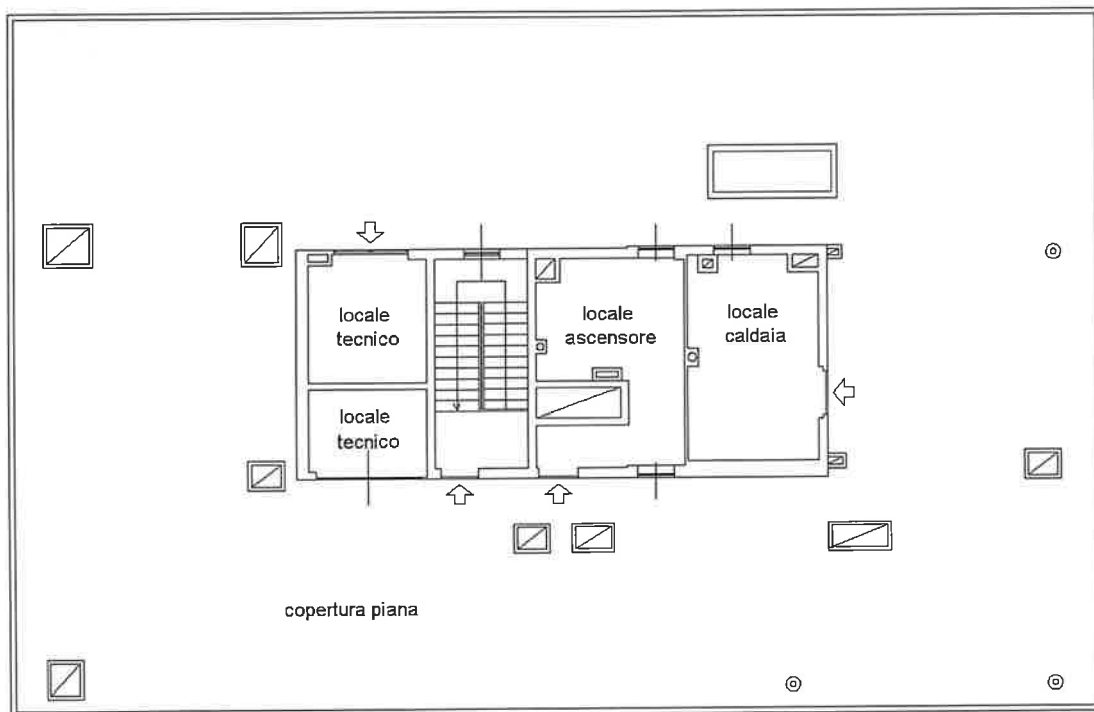 locale
tecnico
locale
ascensore
locale
caldaia
locale
tecnico
copertura piana